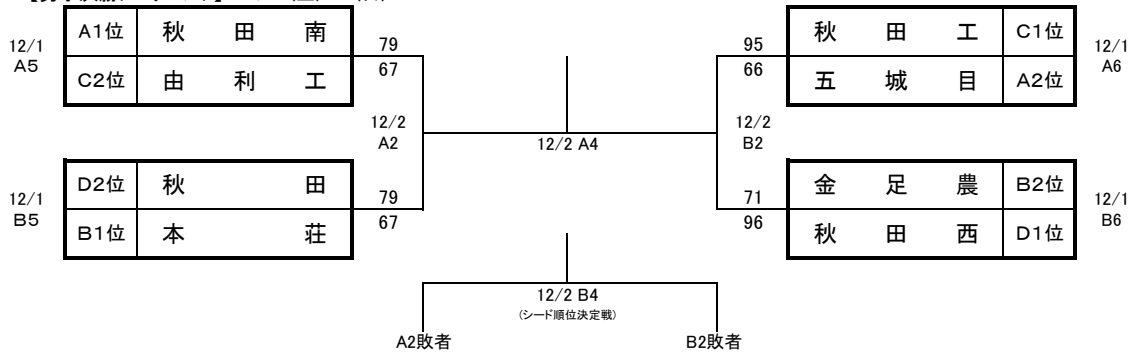 12/1 A5
A1位 秋田南 79
C2位 由利工 67
95 秋田工 C1位
66 五城目 A2位
12/1 A6
12/2 A2
12/2 A4
12/2 B2
12/1 B5
D2位 秋田 79
B1位 本荘 67
71 金足農 B2位
96 秋田西 D1位
12/1 B6
12/2 B4
(シード順位決定戦)
A2敗者 B2敗者